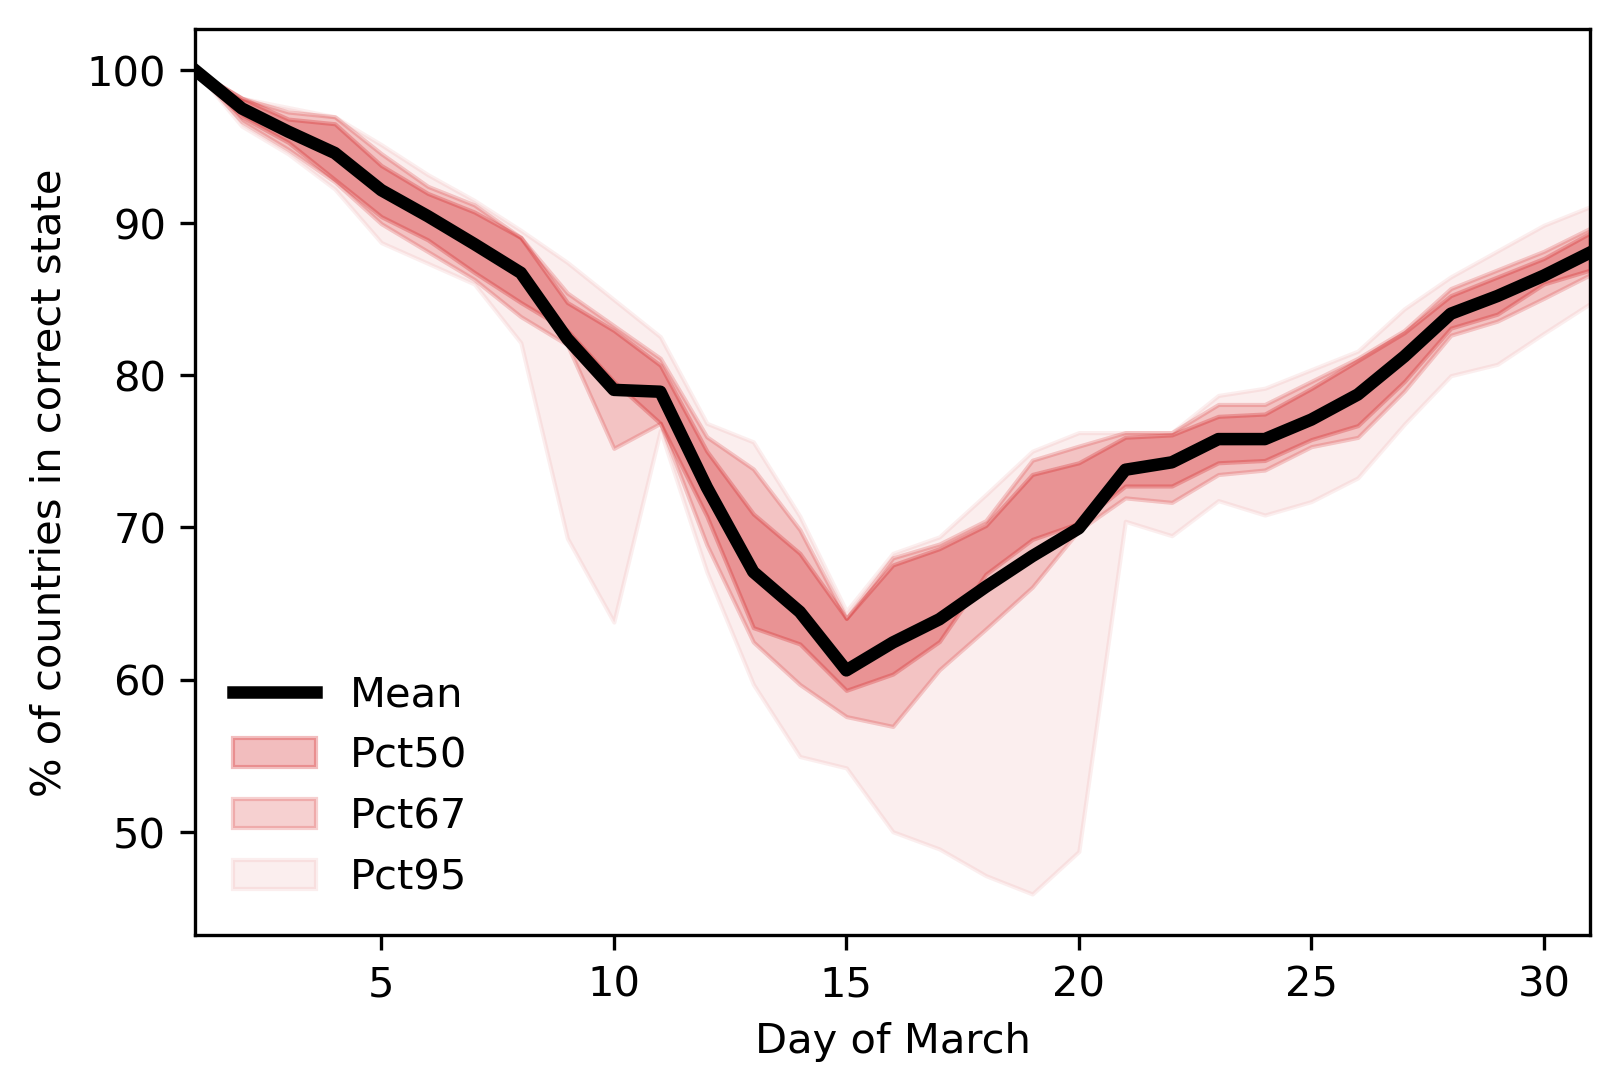 % of countries in correct state
100
90
80
70
60
50
Mean
Pct50
Pct67
Pct95
5 10 15 20 25 30
Day of March